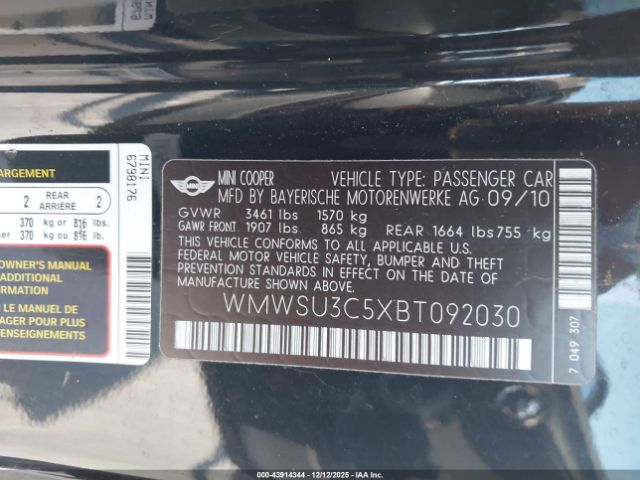 MINI
6798176
ARGEMENT
2 REAR ARRIÈRE 2
370 kg or 816 lbs.
ser 370 kg ou 816 lb.
OWNER'S MANUAL
ADDITIONAL
FORMATION
R LE MANUEL DE
AGER POUR PLUS
MINI COOPER VEHICLE TYPE: PASSENGER CAR
MFD BY BAYERISCHE MOTORENWERKE AG 09/10
GVWR 3461 lbs 1570 kg
GAWR FRONT 1907 lbs 865 kg REAR 1664 lbs 755 kg
THIS VEHICLE CONFORMS TO ALL APPLICABLE U.S.
FEDERAL MOTOR VEHICLE SAFETY, BUMPER AND THEFT
PREVENTION STANDARDS IN EFFECT ON THE DATE OF
MANUFACTURE SHOWN ABOVE.
WMWSU3C5XBT092030
7 049 307
000-43914344 - 12/12/2025 - IAA